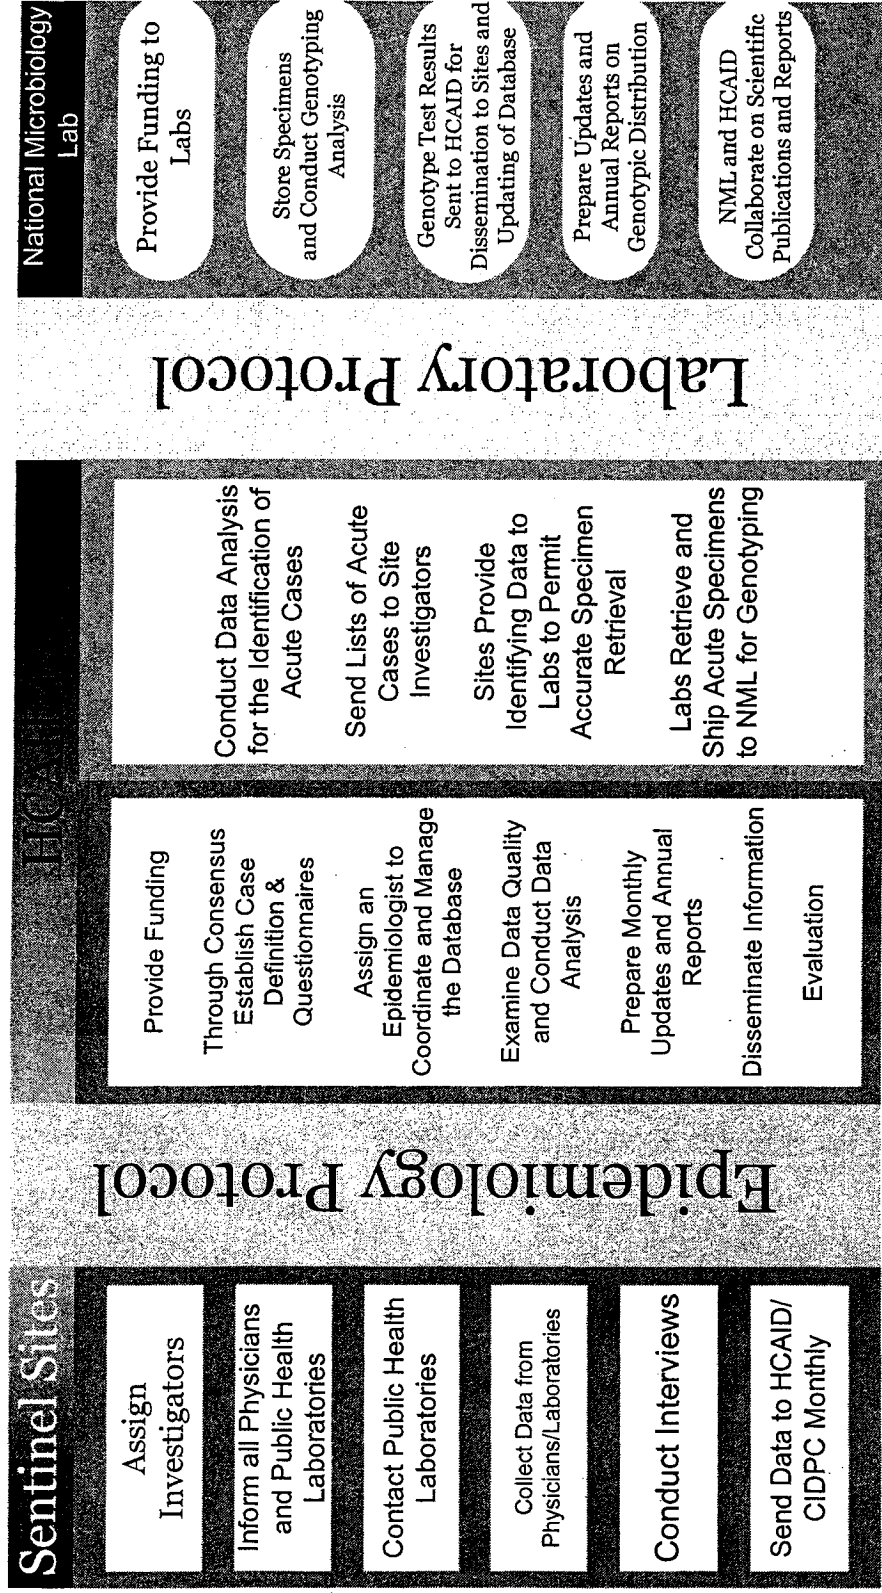 Sentinel Sites
Assign
Investigators
Inform all Physicians
and Public Health
Laboratories
Contact Public Health
Laboratories
Collect Data from
Physicians/Laboratories
Conduct Interviews
Send Data to HCAID/
CIDPC Monthly
Epidemiology Protocol
Provide Funding
Through Consensus
Establish Case
Definition &
Questionnaires
Assign an
Epidemiologist to
Coordinate and Manage
the Database
Examine Data Quality
and Conduct Data
Analysis
Prepare Monthly
Updates and Annual
Reports
Disseminate Information
Evaluation
Conduct Data Analysis
for the Identification of
Acute Cases
Send Lists of Acute
Cases to Site
Investigators
Sites Provide
Identifying Data to
Labs to Permit
Accurate Specimen
Retrieval
Labs Retrieve and
Ship Acute Specimens
to NML for Genotyping
Laboratory Protocol
National Microbiology
Lab
Provide Funding to
Labs
Store Specimens
and Conduct Genotyping
Analysis
Genotype Test Results
Sent to HCAID for
Dissemination to Sites and
Updating of Database
Prepare Updates and
Annual Reports on
Genotypic Distribution
NML and HCAID
Collaborate on Scientific
Publications and Reports